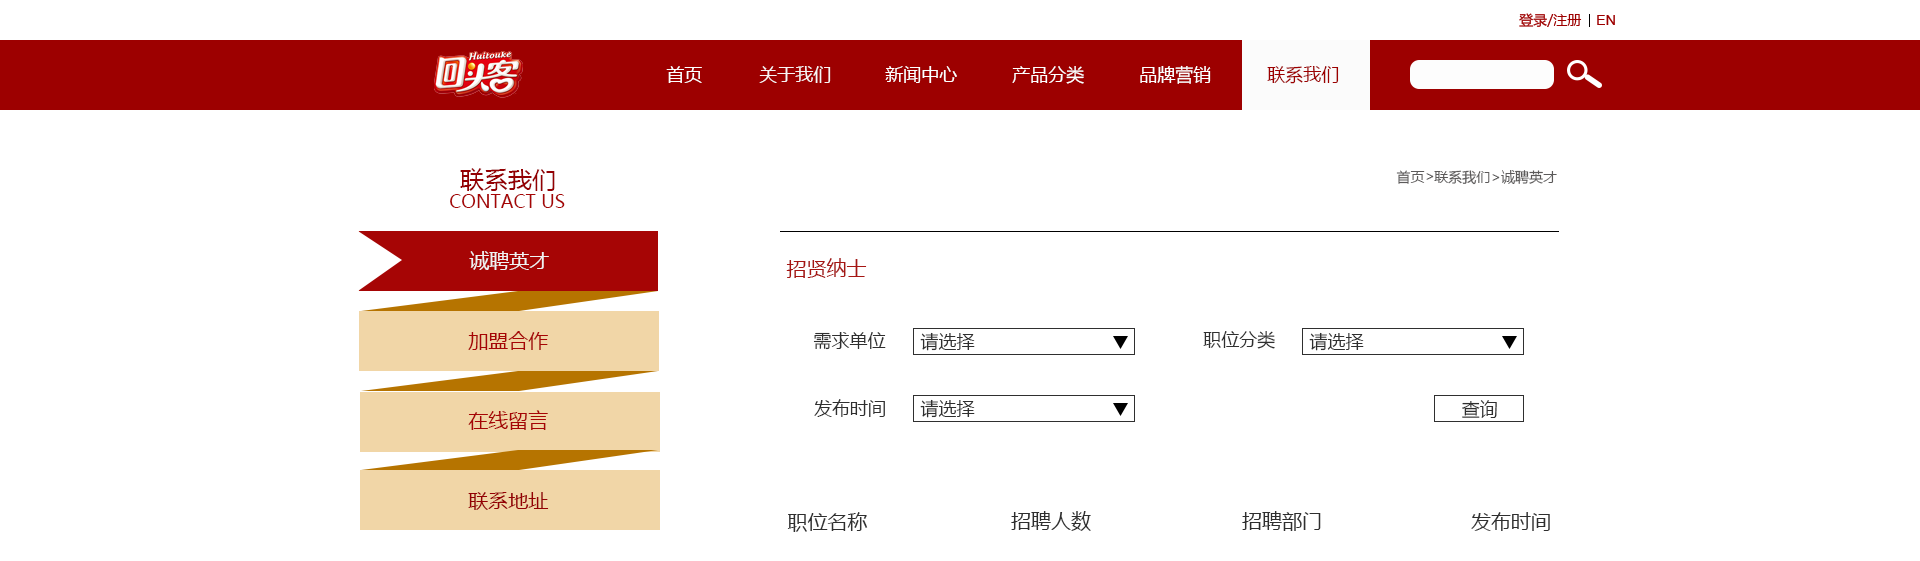 登录/注册 | EN
Huitouke
回头客
首页 关于我们 新闻中心 产品分类 品牌营销 联系我们
联系我们
CONTACT US
首页>联系我们>诚聘英才
诚聘英才
加盟合作
在线留言
联系地址
招贤纳士
需求单位 请选择 职位分类 请选择
发布时间 请选择 查询
职位名称 招聘人数 招聘部门 发布时间